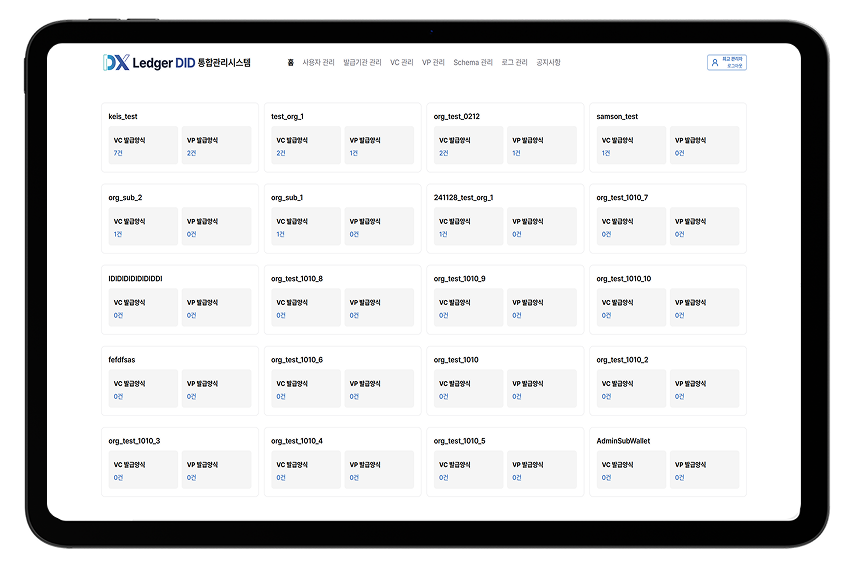 DX Ledger DID 통합관리시스템
홈 사용자 관리 발급기관 관리 VC 관리 VP 관리 Schema 관리 로그 관리 공지사항
최고 관리자
로그아웃
keis_test
VC 발급양식 VP 발급양식
7건 2건
test_org_1
VC 발급양식 VP 발급양식
2건 1건
org_test_0212
VC 발급양식 VP 발급양식
2건 1건
samson_test
VC 발급양식 VP 발급양식
1건 0건
org_sub_2
VC 발급양식 VP 발급양식
1건 0건
org_sub_1
VC 발급양식 VP 발급양식
1건 0건
241128_test_org_1
VC 발급양식 VP 발급양식
1건 0건
org_test_1010_7
VC 발급양식 VP 발급양식
0건 0건
IDIDIDIDIDIDIDDI
VC 발급양식 VP 발급양식
0건 0건
org_test_1010_8
VC 발급양식 VP 발급양식
0건 0건
org_test_1010_9
VC 발급양식 VP 발급양식
0건 0건
org_test_1010_10
VC 발급양식 VP 발급양식
0건 0건
fefdfsas
VC 발급양식 VP 발급양식
0건 0건
org_test_1010_6
VC 발급양식 VP 발급양식
0건 0건
org_test_1010
VC 발급양식 VP 발급양식
0건 0건
org_test_1010_2
VC 발급양식 VP 발급양식
0건 0건
org_test_1010_3
VC 발급양식 VP 발급양식
0건 0건
org_test_1010_4
VC 발급양식 VP 발급양식
0건 0건
org_test_1010_5
VC 발급양식 VP 발급양식
0건 0건
AdminSubWallet
VC 발급양식 VP 발급양식
0건 0건